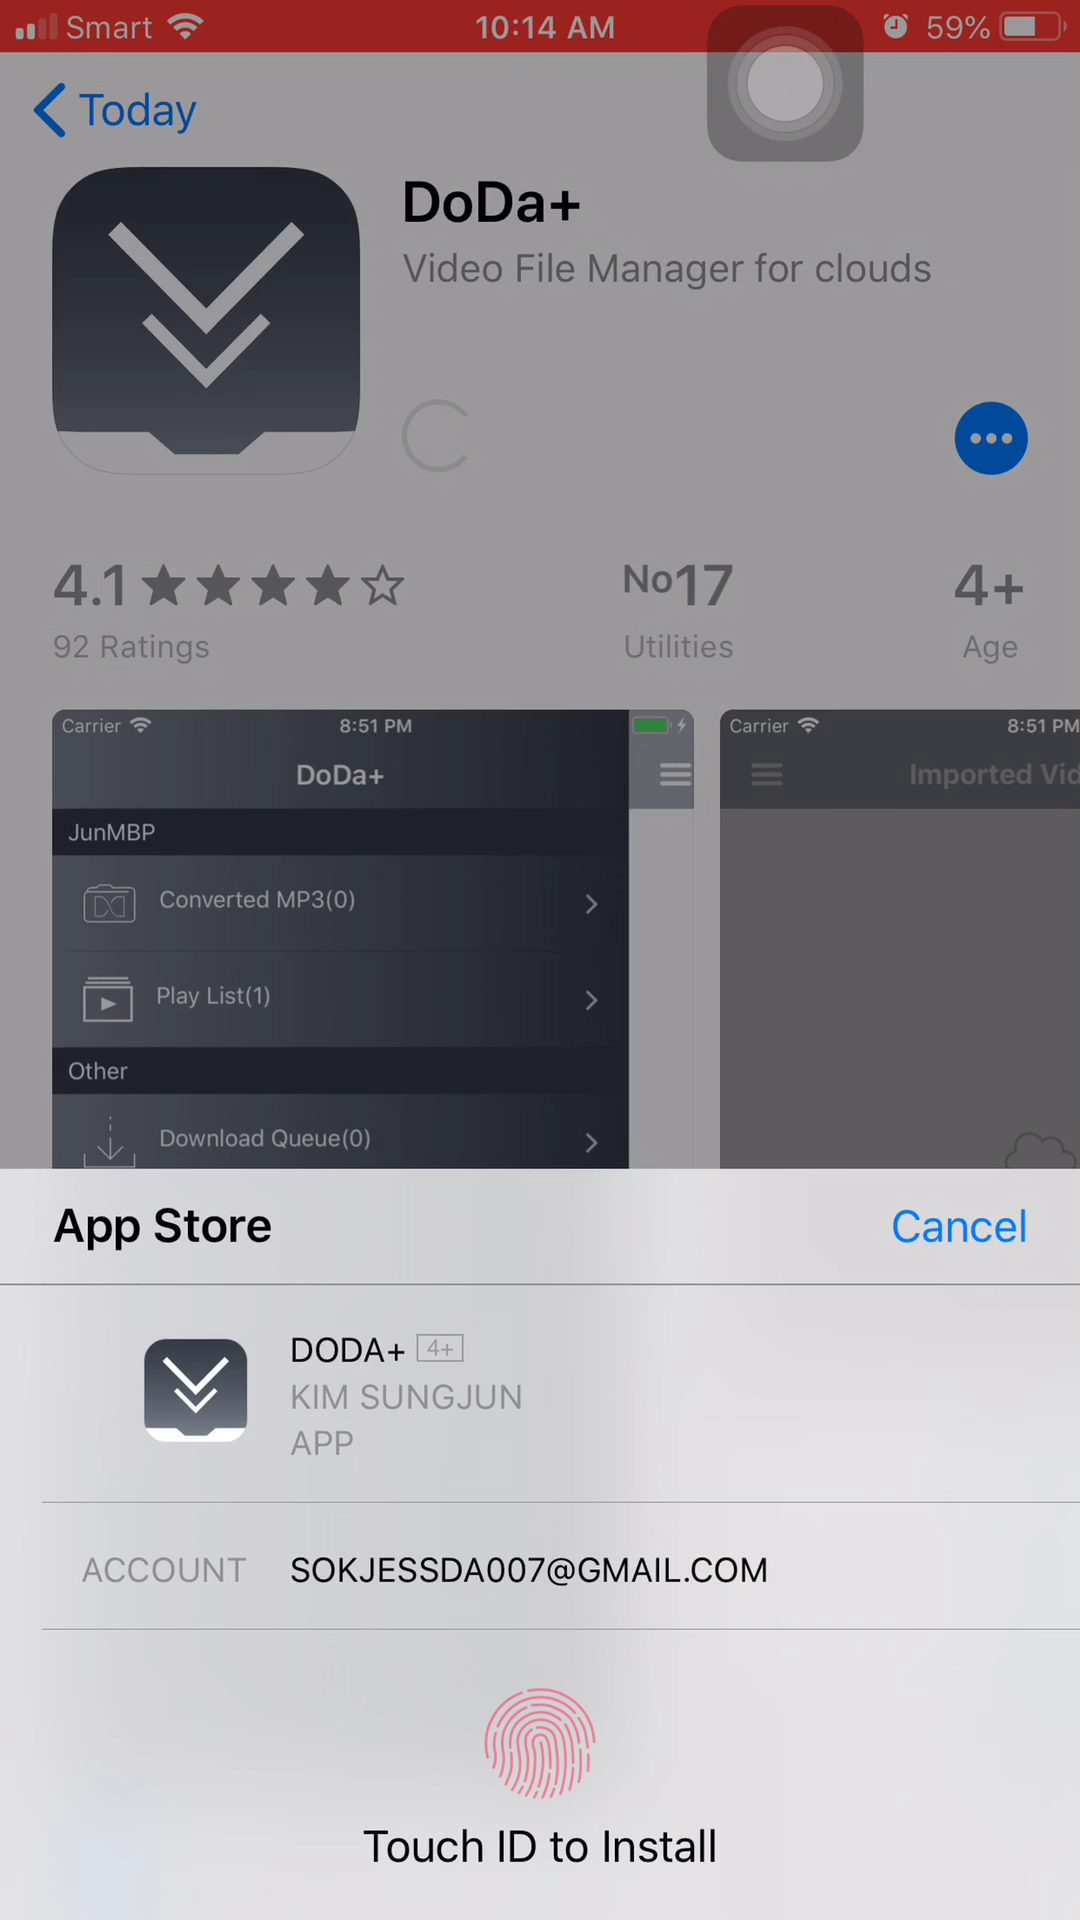 Smart 10:14 AM 59%
Today
DoDa+
Video File Manager for clouds
4.1 No17 4+
92 Ratings Utilities Age
Carrier 8:51 PM
DoDa+
JunMBP
Converted MP3(0)
Play List(1)
Other
Download Queue(0)
Carrier 8:51 PM
Imported Vid
App Store Cancel
DODA+ 4+
KIM SUNGJUN
APP
ACCOUNT SOKJESSDA007@GMAIL.COM
Touch ID to Install